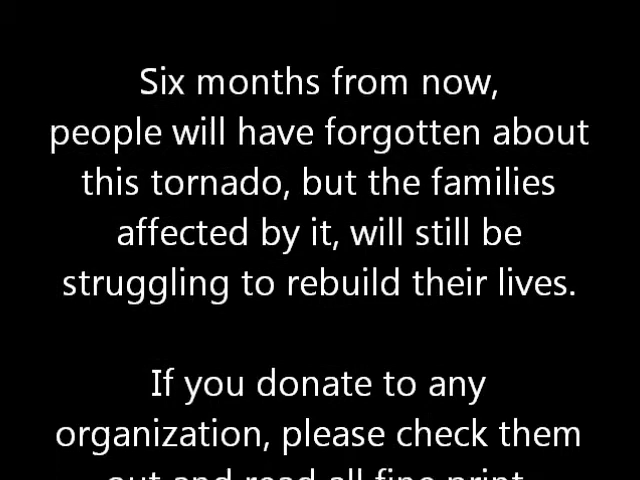 Six months from now,
people will have forgotten about
this tornado, but the families
affected by it, will still be
struggling to rebuild their lives.
If you donate to any
organization, please check them
out and read all fine print